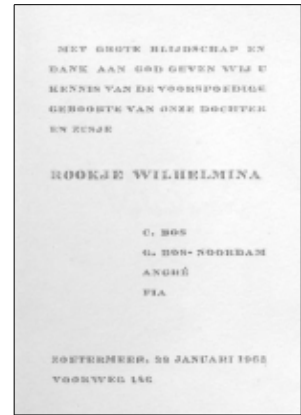 MET GROTE BLIJDSCHAP EN
DANK AAN GOD GEVEN WIJ U
KENNIS VAN DE VOORSPOEDIGE
GEBOORTE VAN ONZE DOCHTER
EN ZUSJE
ROOKJE WILHELMINA
C. BOS
G. BOS-NOORDAM
ANGRÉ
PIA
ZOETERMEER, 29 JANUARI
VOORWEG